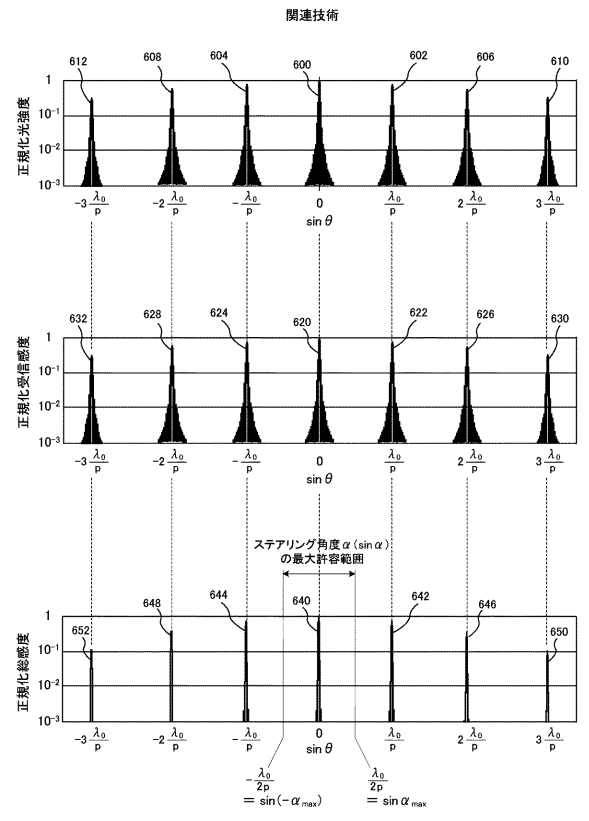 関連技術
612 608 604 600 602 606 610
正規化光強度
1
10⁻¹
10⁻²
10⁻³
-3 λ₀/p -2 λ₀/p - λ₀/p 0 λ₀/p 2 λ₀/p 3 λ₀/p
sin θ
632 628 624 620 622 626 630
正規化受信感度
1
10⁻¹
10⁻²
10⁻³
-3 λ₀/p -2 λ₀/p - λ₀/p 0 λ₀/p 2 λ₀/p 3 λ₀/p
sin θ
ステアリング角度α(sinα)
の最大許容範囲
652 648 644 640 642 646 650
正規化総感度
1
10⁻¹
10⁻²
10⁻³
-3 λ₀/p -2 λ₀/p - λ₀/p 0 λ₀/p 2 λ₀/p 3 λ₀/p
sin θ
- λ₀/2p λ₀/2p
= sin(-αmax) = sinαmax